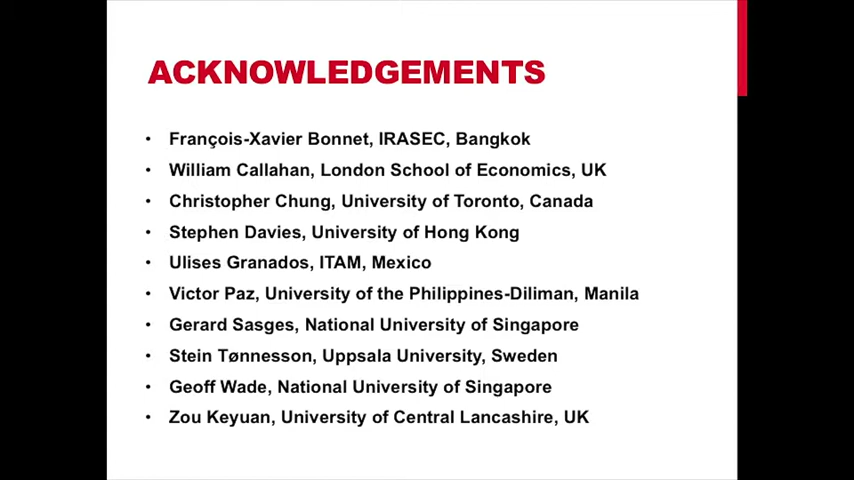 ACKNOWLEDGEMENTS
• François-Xavier Bonnet, IRASEC, Bangkok
• William Callahan, London School of Economics, UK
• Christopher Chung, University of Toronto, Canada
• Stephen Davies, University of Hong Kong
• Ulises Granados, ITAM, Mexico
• Victor Paz, University of the Philippines-Diliman, Manila
• Gerard Sasges, National University of Singapore
• Stein Tønnesson, Uppsala University, Sweden
• Geoff Wade, National University of Singapore
• Zou Keyuan, University of Central Lancashire, UK